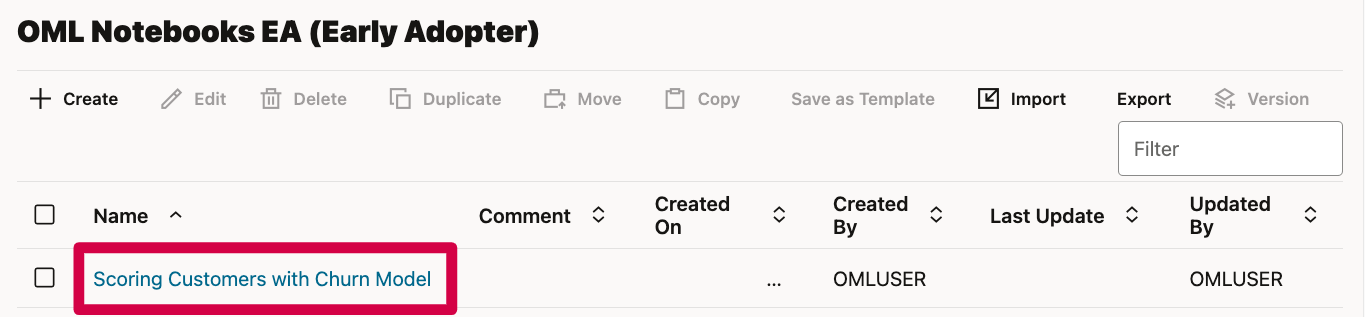 OML Notebooks EA (Early Adopter)
Create Edit Delete Duplicate Move Copy Save as Template Import Export Version
Filter
Name Comment Created On Created By Last Update Updated By
Scoring Customers with Churn Model ... OMLUSER OMLUSER